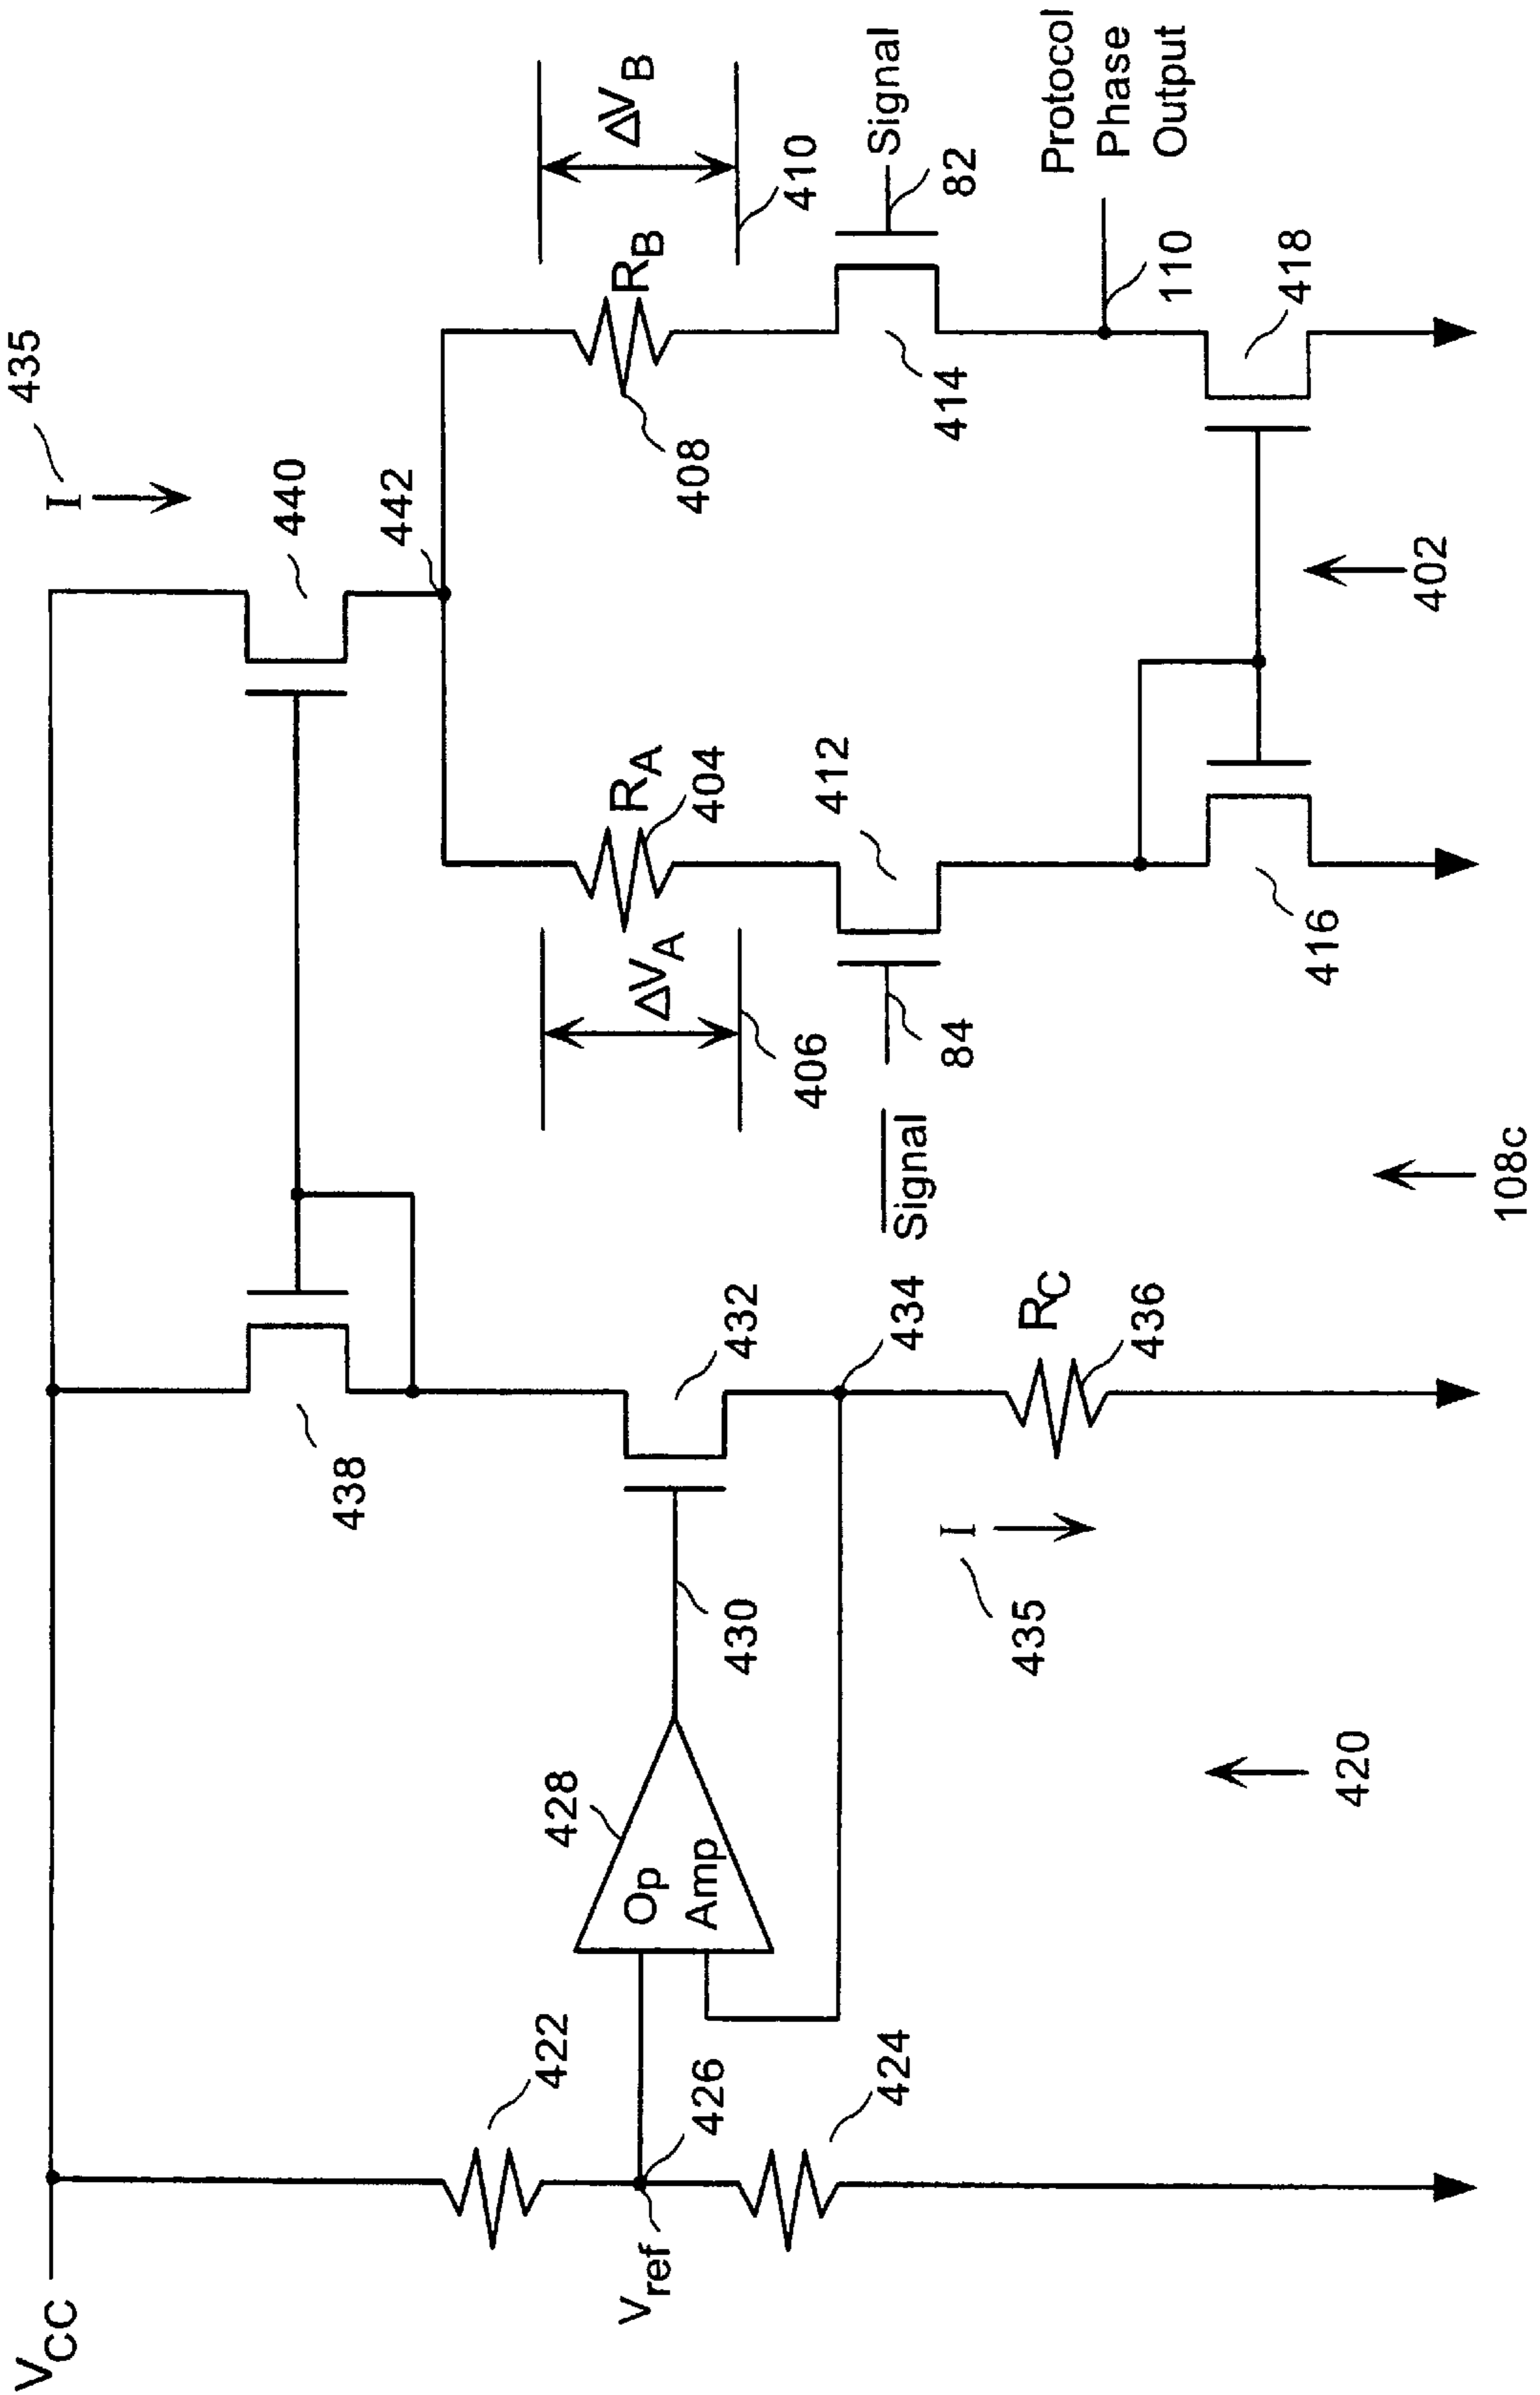 V_CC
I
435
440
442
438
R_A
404
412
ΔV_A
406
84
Signal
R_B
408
ΔV_B
410
414
Signal
82
Protocol
Phase
Output
110
418
416
402
422
426
V_ref
424
428
Op
Amp
430
432
434
R_C
436
I
435
420
108c